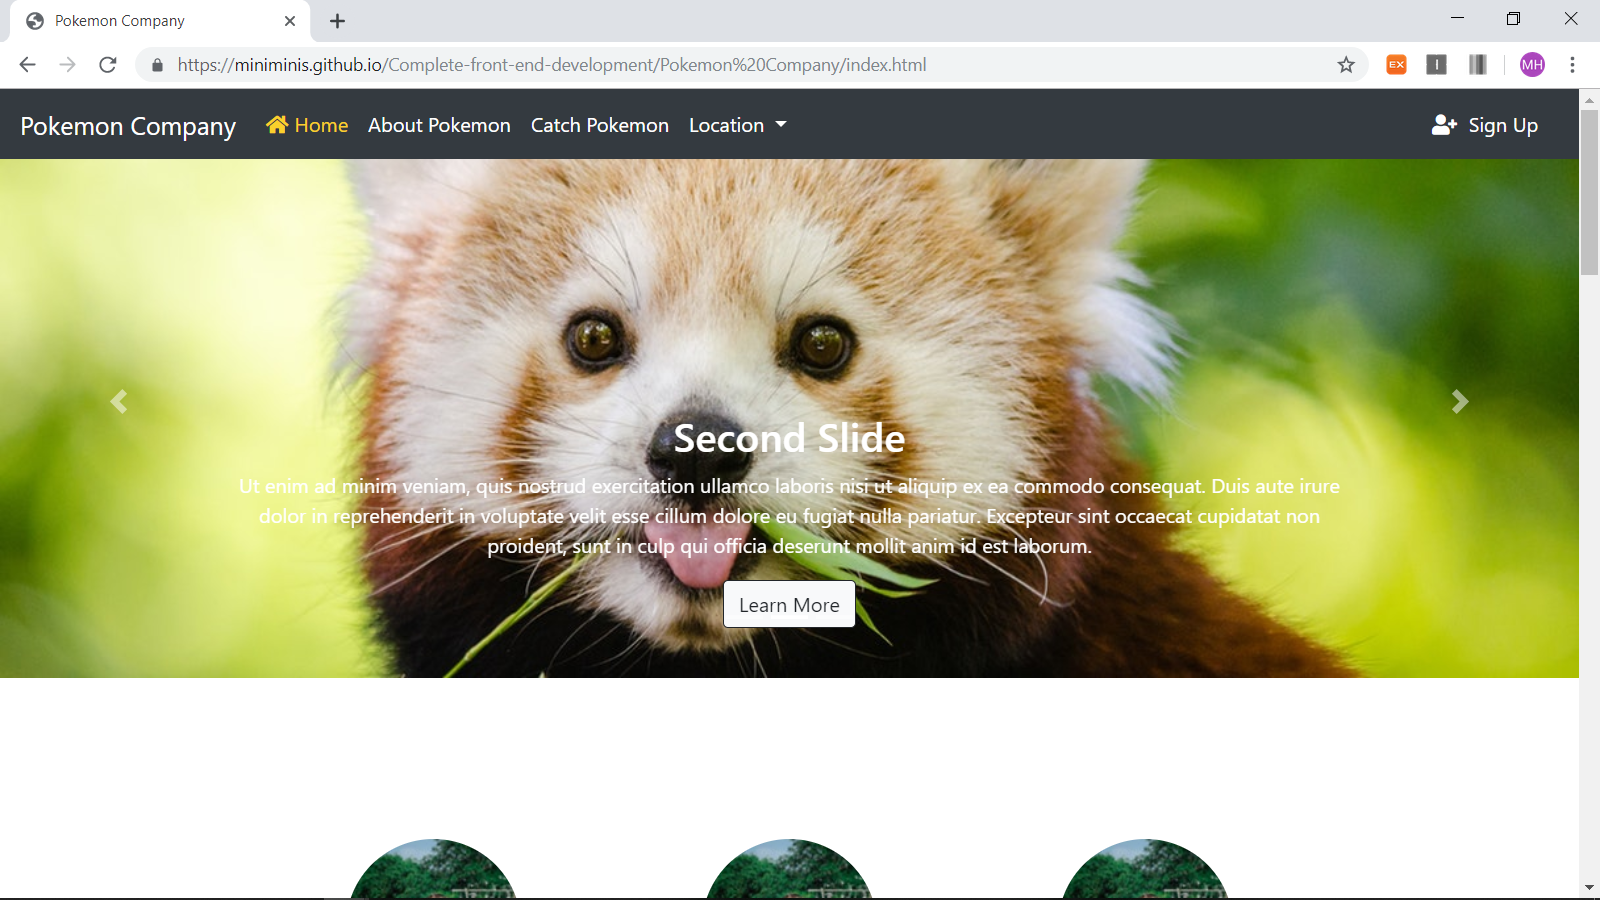 Pokemon Company
https://miniminis.github.io/Complete-front-end-development/Pokemon%20Company/index.html
EX
I
MH
Pokemon Company Home About Pokemon Catch Pokemon Location Sign Up
Second Slide
Ut enim ad minim veniam, quis nostrud exercitation ullamco laboris nisi ut aliquip ex ea commodo consequat. Duis aute irure
dolor in reprehenderit in voluptate velit esse cillum dolore eu fugiat nulla pariatur. Excepteur sint occaecat cupidatat non
proident, sunt in culp qui officia deserunt mollit anim id est laborum.
Learn More